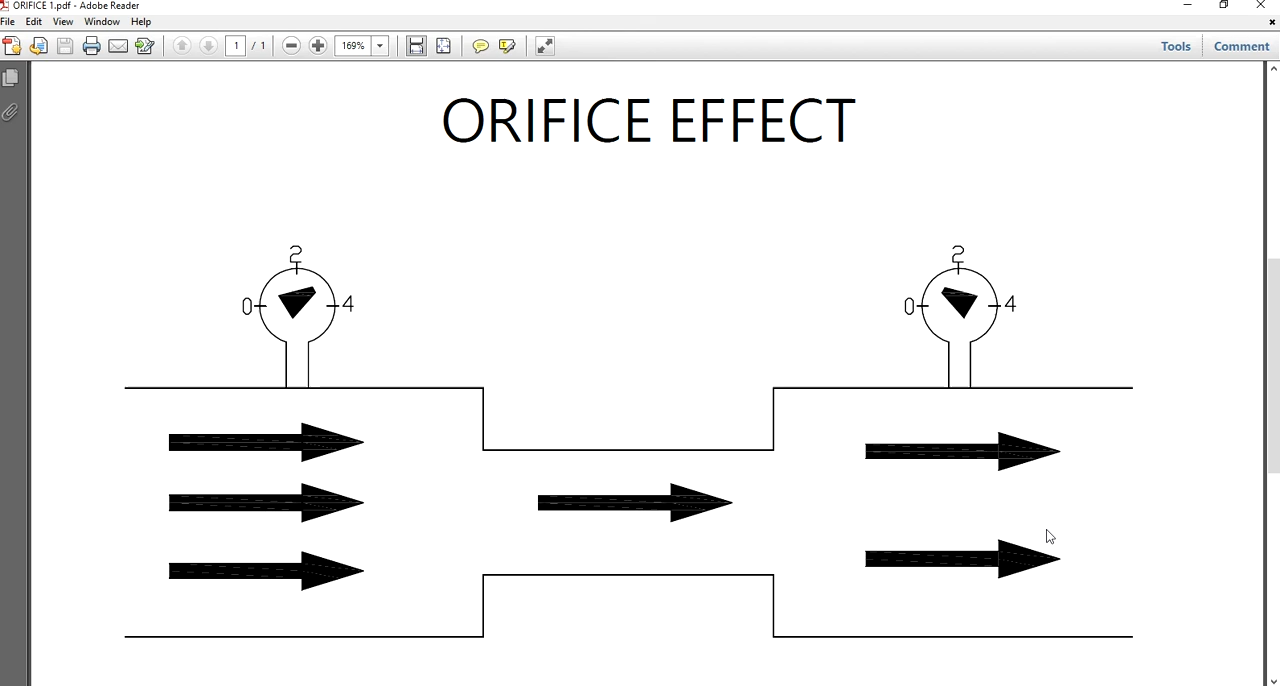 ORIFICE 1.pdf - Adobe Reader
File Edit View Window Help
1 / 1 169% Tools Comment
ORIFICE EFFECT
2 2
0 4 0 4